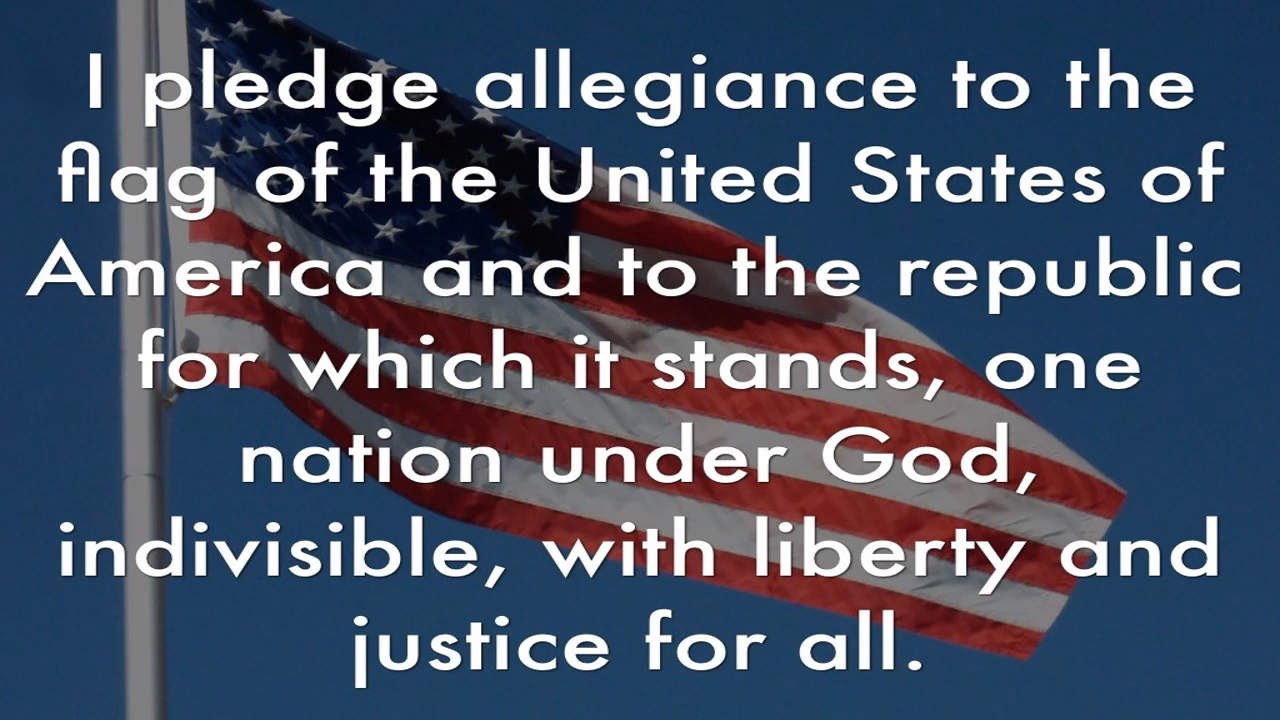 I pledge allegiance to the
flag of the United States of
America and to the republic
for which it stands, one
nation under God,
indivisible, with liberty and
justice for all.